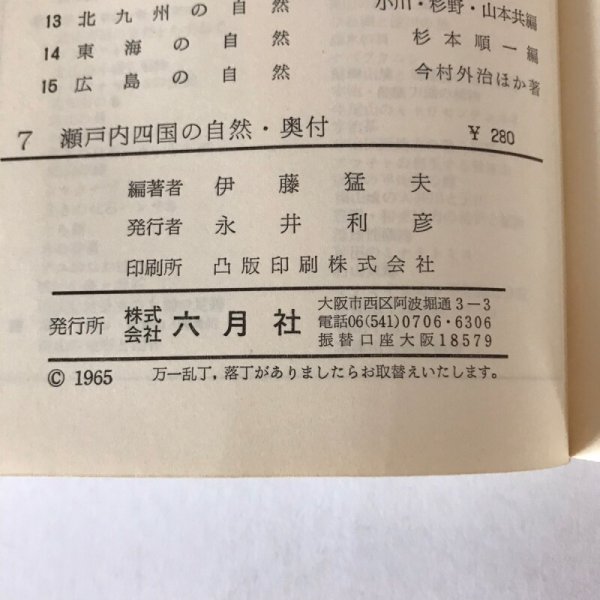 13 北九州の自然 小川・杉野・山本共編
14 東海の自然 杉本順一編
15 広島の自然 今村外治ほか著
7 瀬戸内四国の自然・奥付 ¥280
編著者 伊藤猛夫
発行者 永井利彦
印刷所 凸版印刷株式会社
発行所 株式会社 六月社
大阪市西区阿波堀通3-3
電話06(541)0706・6306
振替口座大阪18579
© 1965 万一乱丁,落丁がありましたらお取替えいたします。